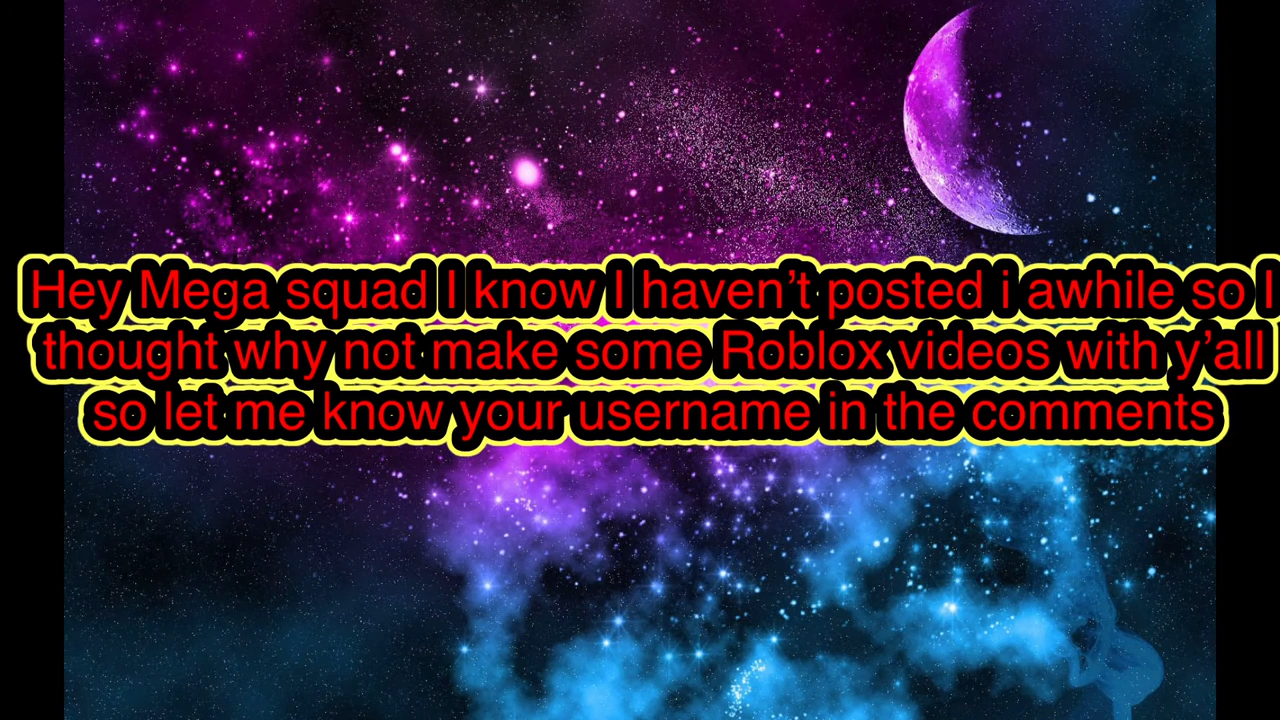 Hey Mega squad I know I haven’t posted i awhile so I
thought why not make some Roblox videos with y’all
so let me know your username in the comments